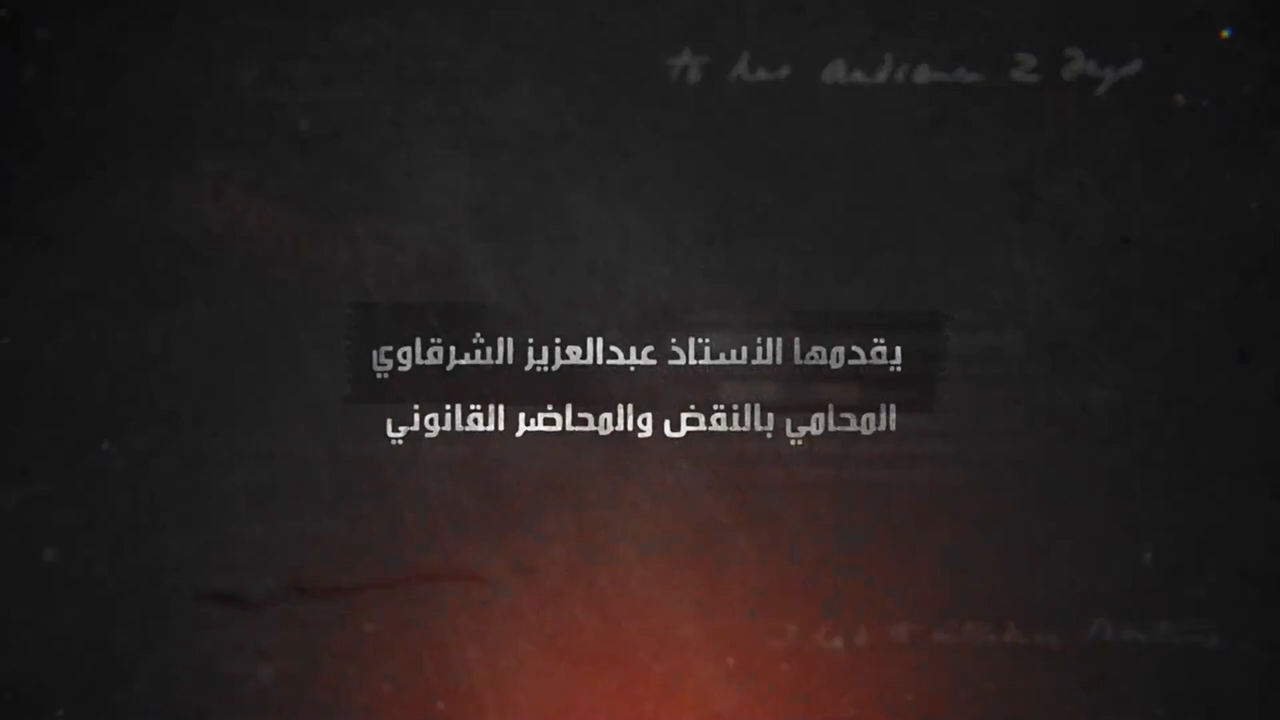 يقدمها الأستاذ عبدالعزيز الشرقاوي
المحامي بالنقض والمحاضر القانوني